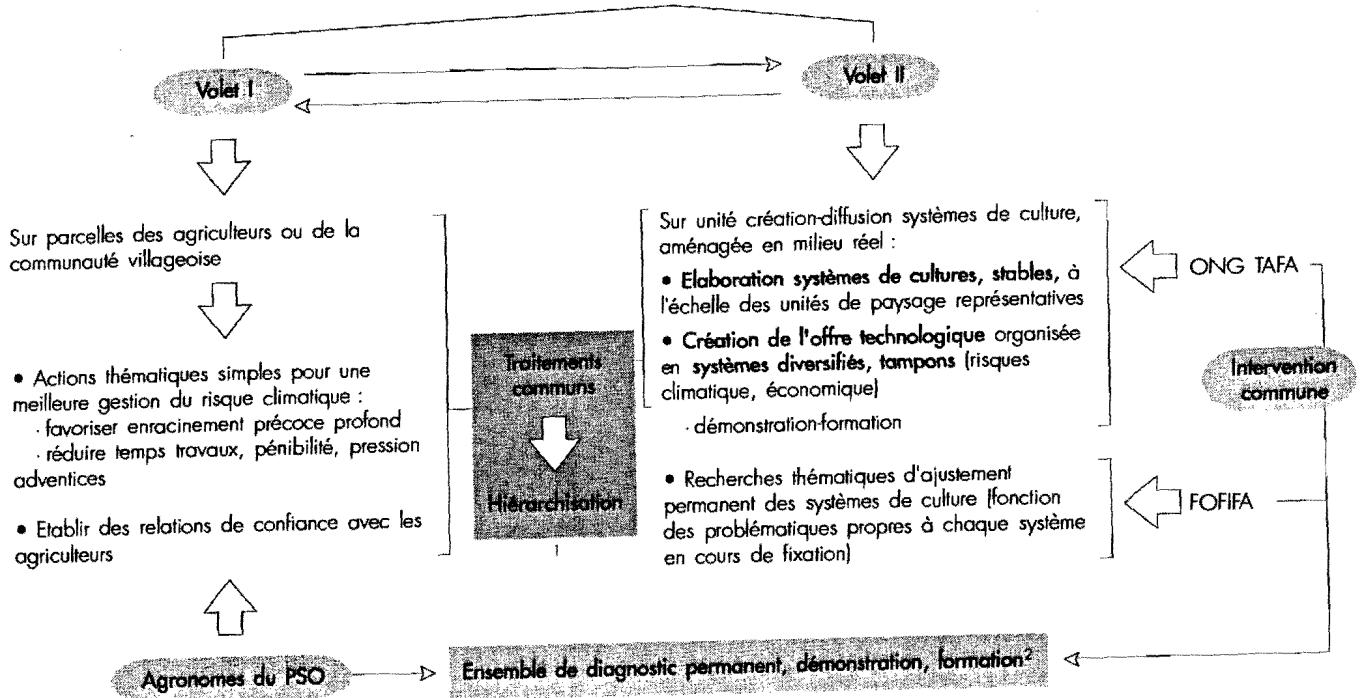 Volet I
Volet II
Sur parcelles des agriculteurs ou de la
communauté villageoise
• Actions thématiques simples pour une
meilleure gestion du risque climatique :
· favoriser enracinement précoce profond
· réduire temps travaux, pénibilité, pression
adventices
• Etablir des relations de confiance avec les
agriculteurs
Agronomes du PSO
Traitements
communs
Hiérarchisation
Sur unité création-diffusion systèmes de culture,
aménagée en milieu réel :
• Elaboration systèmes de cultures, stables, à
l'échelle des unités de paysage représentatives
• Création de l'offre technologique organisée
en systèmes diversifiés, tampons (risques
climatique, économique)
· démonstration-formation
• Recherches thématiques d'ajustement
permanent des systèmes de culture (fonction
des problématiques propres à chaque système
en cours de fixation)
ONG TAFA
FOFIFA
Intervention
commune
Ensemble de diagnostic permanent, démonstration, formation²